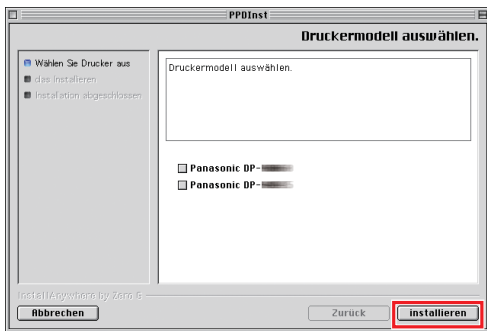 PPDInst
Druckermodell auswählen.
Wählen Sie Drucker aus
das Installieren
Installation abgeschlossen
Druckermodell auswählen.
Panasonic DP-
Panasonic DP-
InstallAnywhere by Zero G
Abbrechen
Zurück
installieren